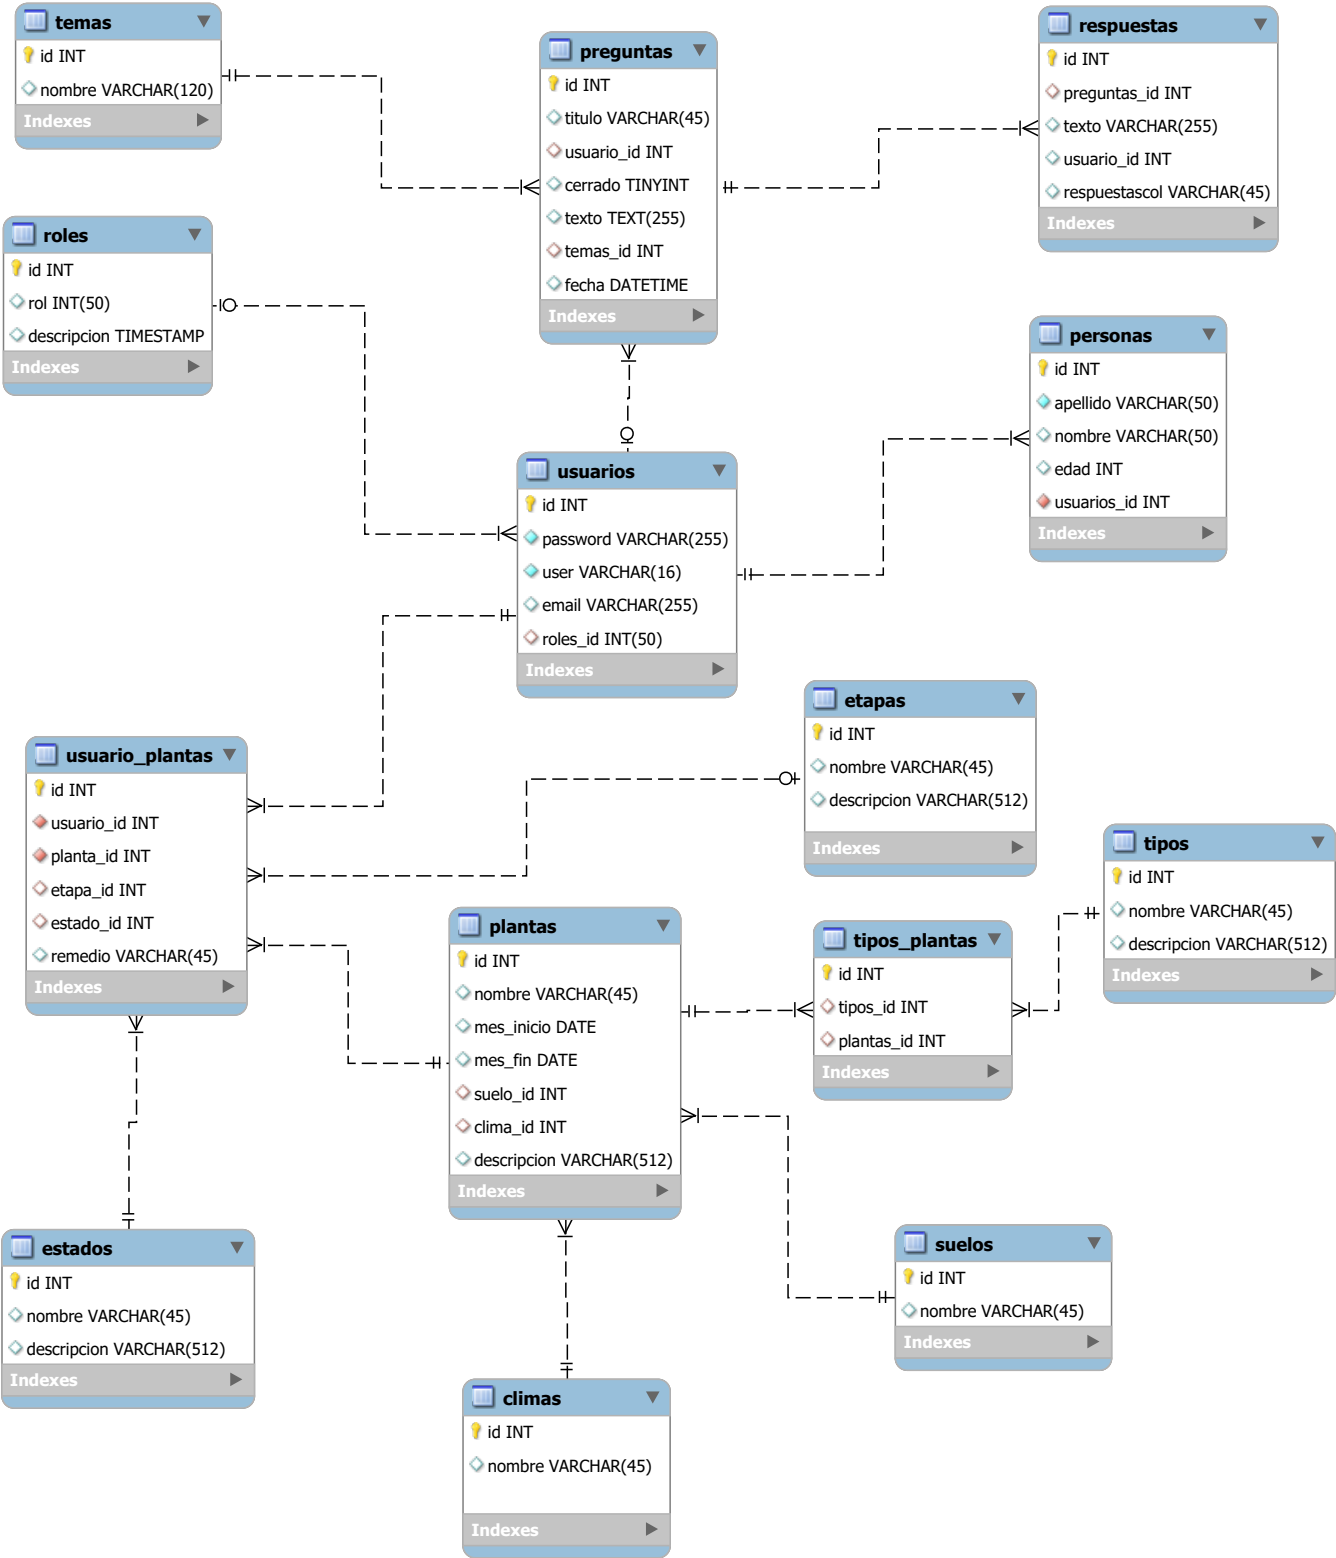 temas
id INT
nombre VARCHAR(120)
Indexes
preguntas
id INT
titulo VARCHAR(45)
usuario_id INT
cerrado TINYINT
texto TEXT(255)
temas_id INT
fecha DATETIME
Indexes
respuestas
id INT
preguntas_id INT
texto VARCHAR(255)
usuario_id INT
respuestascol VARCHAR(45)
Indexes
roles
id INT
rol INT(50)
descripcion TIMESTAMP
Indexes
personas
id INT
apellido VARCHAR(50)
nombre VARCHAR(50)
edad INT
usuarios_id INT
Indexes
usuarios
id INT
password VARCHAR(255)
user VARCHAR(16)
email VARCHAR(255)
roles_id INT(50)
Indexes
etapas
id INT
nombre VARCHAR(45)
descripcion VARCHAR(512)
Indexes
usuario_plantas
id INT
usuario_id INT
planta_id INT
etapa_id INT
estado_id INT
remedio VARCHAR(45)
Indexes
tipos
id INT
nombre VARCHAR(45)
descripcion VARCHAR(512)
Indexes
plantas
id INT
nombre VARCHAR(45)
mes_inicio DATE
mes_fin DATE
suelo_id INT
clima_id INT
descripcion VARCHAR(512)
Indexes
tipos_plantas
id INT
tipos_id INT
plantas_id INT
Indexes
estados
id INT
nombre VARCHAR(45)
descripcion VARCHAR(512)
Indexes
suelos
id INT
nombre VARCHAR(45)
Indexes
climas
id INT
nombre VARCHAR(45)
Indexes